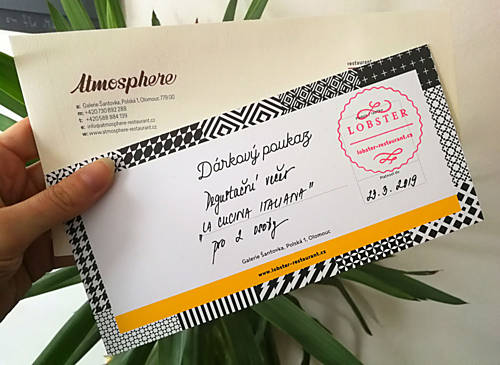 Atmosphere
a: Galerie Šantovka, Polská 1, Olomouc 779 00
m: +420 730 892 288
t: +420 588 884 139
e: info@atmosphere-restaurant.cz
w: www.atmosphere-restaurant.cz
restaurant
LOBSTER
lobster-restaurant.cz
Dárkový poukaz
Degustační večer
"LA CUCINA ITALIANA"
pro 2 osoby
Platnost do
23. 3. 2019
Galerie Šantovka, Polská 1, Olomouc
www.lobster-restaurant.cz